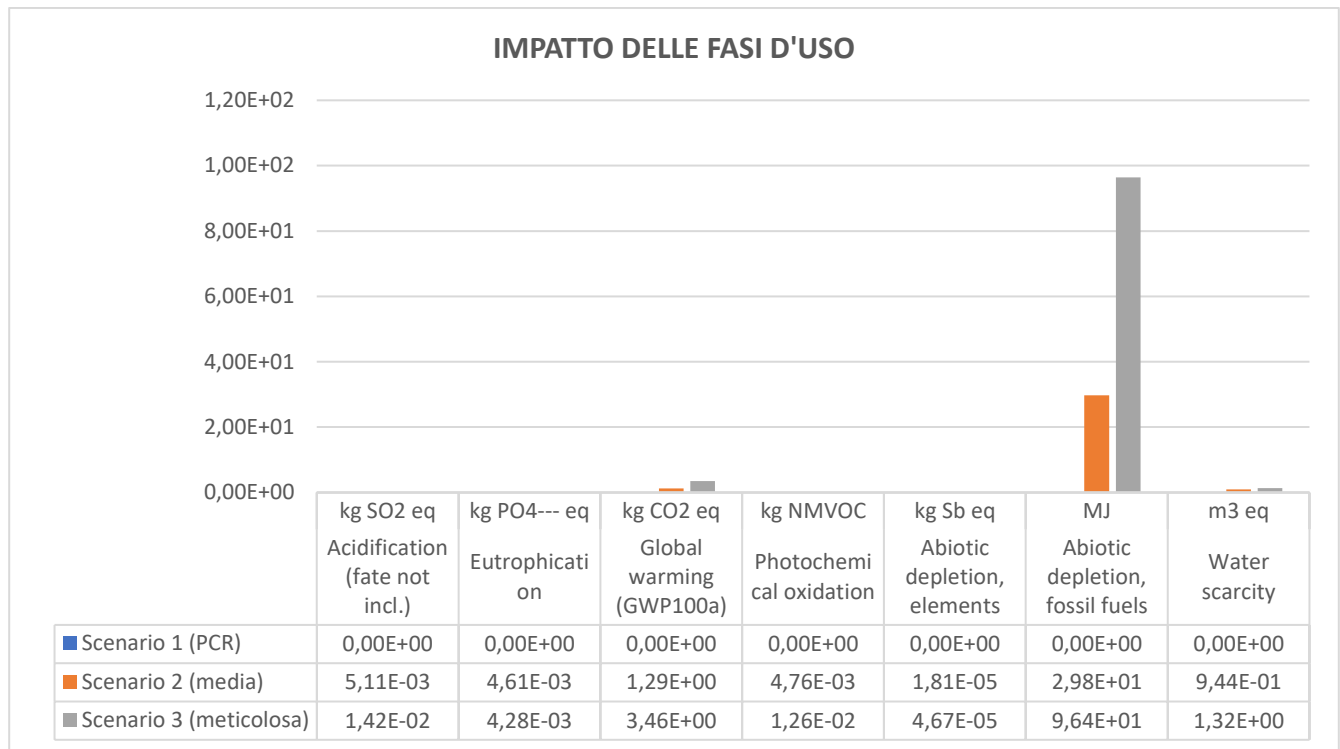 IMPATTO DELLE FASI D'USO
1,20E+02
1,00E+02
8,00E+01
6,00E+01
4,00E+01
2,00E+01
0,00E+00
kg SO2 eq kg PO4--- eq kg CO2 eq kg NMVOC kg Sb eq MJ m3 eq
Acidification (fate not incl.) Eutrophicati on Global warming (GWP100a) Photochemi cal oxidation Abiotic depletion, elements Abiotic depletion, fossil fuels Water scarcity
Scenario 1 (PCR) 0,00E+00 0,00E+00 0,00E+00 0,00E+00 0,00E+00 0,00E+00 0,00E+00
Scenario 2 (media) 5,11E-03 4,61E-03 1,29E+00 4,76E-03 1,81E-05 2,98E+01 9,44E-01
Scenario 3 (meticolosa) 1,42E-02 4,28E-03 3,46E+00 1,26E-02 4,67E-05 9,64E+01 1,32E+00